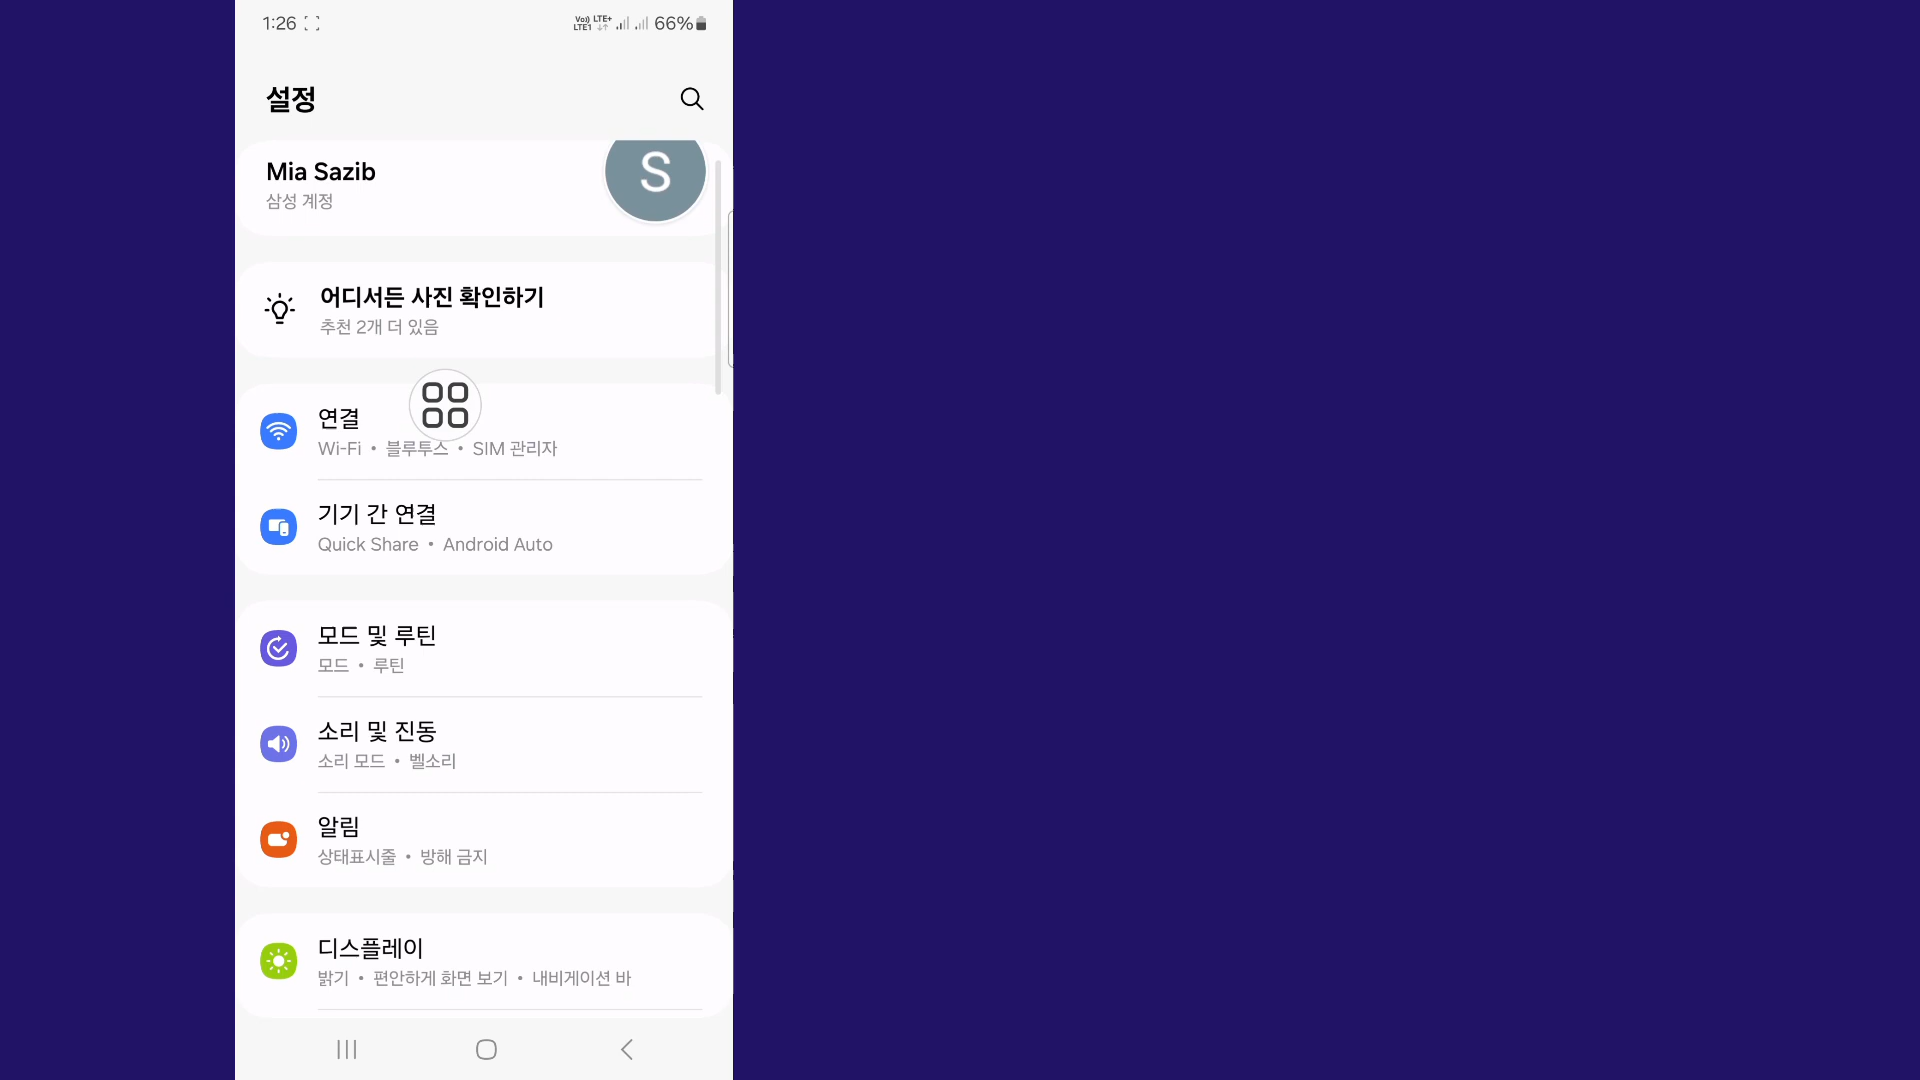 1:26
Vo)) LTE+
LTE1
66%
설정
Mia Sazib
삼성 계정
S
어디서든 사진 확인하기
추천 2개 더 있음
연결
Wi-Fi • 블루투스 • SIM 관리자
기기 간 연결
Quick Share • Android Auto
모드 및 루틴
모드 • 루틴
소리 및 진동
소리 모드 • 벨소리
알림
상태표시줄 • 방해 금지
디스플레이
밝기 • 편안하게 화면 보기 • 내비게이션 바